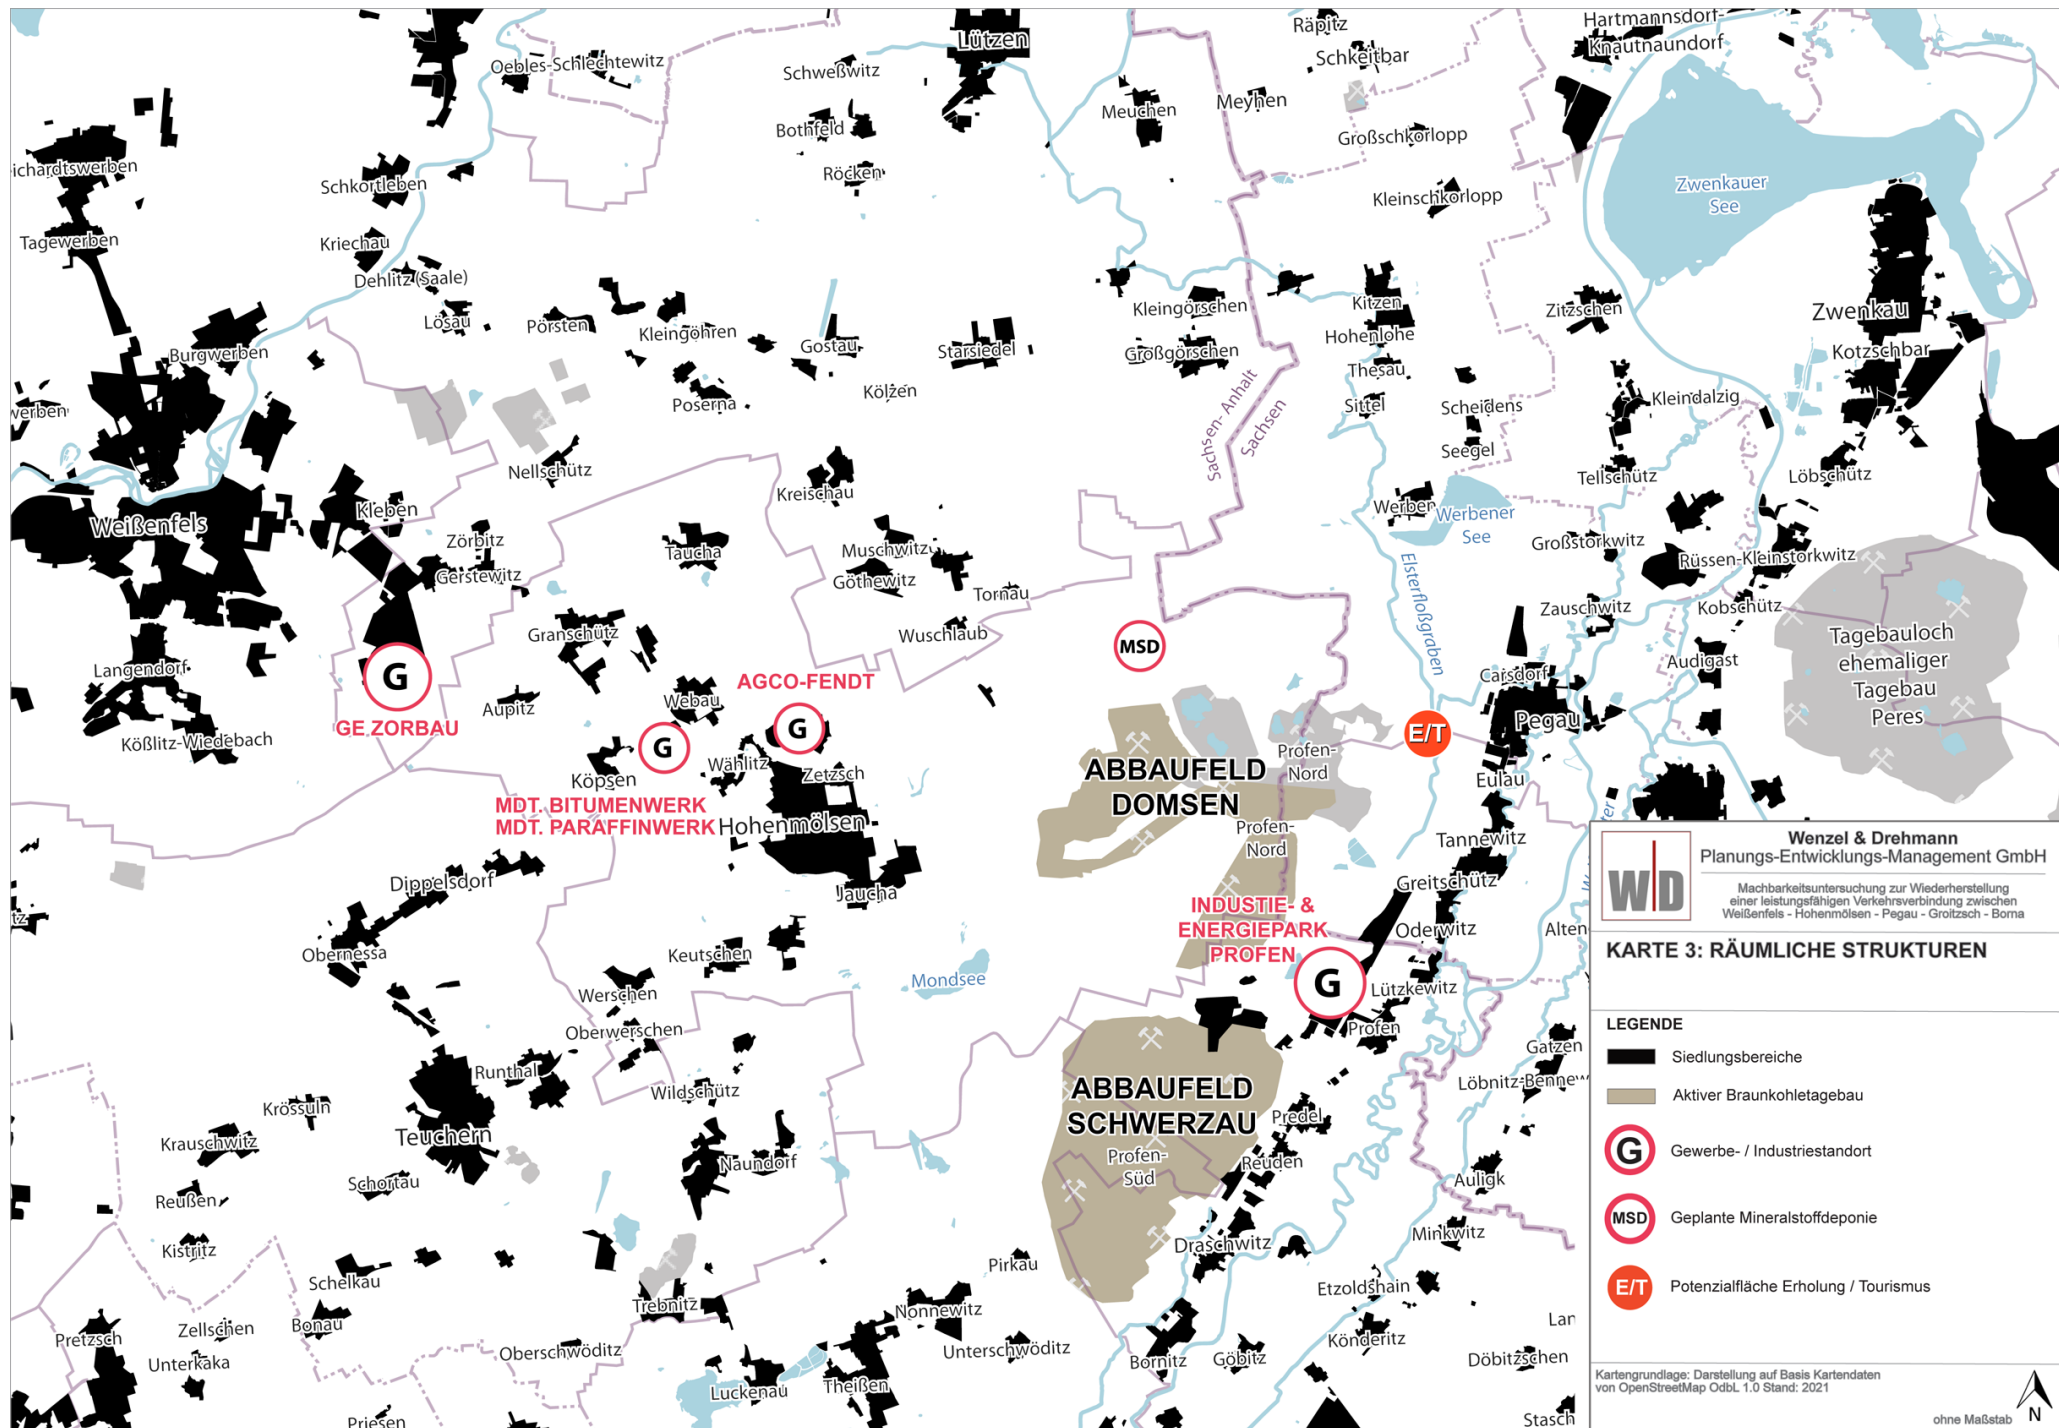 Lützen
Räpitz
Hartmannsdorf-
Knautnaundorf
Oebles-Schlechtewitz
Schweßwitz
Schkeitbar
Meuchen
Meyhen
Bothfeld
Großschkorlopp
ichardtswerben
Schkortleben
Röcken
Kleinschkorlopp
Zwenkauer
See
Tagewerben
Kriechau
Dehlitz (Saale)
Lösau
Pörsten
Kleingöhren
Gostau
Starsiedel
Kleingörschen
Großgörschen
Kitzen
Hohenlohe
Thesau
Zitzschen
Zwenkau
Kotzschbar
Burgwerben
werben
Poserna
Kölzen
Sachsen-Anhalt
Sachsen
Sittel
Scheidens
Seegel
Kleindalzig
Tellschütz
Löbschütz
Nellschütz
Kreischau
Weißenfels
Kleben
Zörbitz
Gerstewitz
Taucha
Muschwitz
Göthewitz
Tornau
Wuschlaub
Werben
Werbener
See
Elsterfloßgraben
Großstorkwitz
Rüssen-Kleinstorkwitz
Zauschwitz
Kobschütz
Audigast
Tagebauloch
ehemaliger
Tagebau
Peres
Granschütz
Langendorf
G
GE ZORBAU
Aupitz
Webau
AGCO-FENDT
G
G
MSD
Carsdorf
Pegau
E/T
Kößlitz-Wiedebach
Köpsen
Wählitz
Zetzsch
MDT. BITUMENWERK
MDT. PARAFFINWERK
Hohenmölsen
Jaucha
ABBAUFELD
DOMSEN
Profen-
Nord
Profen-
Nord
Eulau
Tannewitz
Greitschütz
Oderwitz
INDUSTIE- &
ENERGIEPARK
PROFEN
G
Lützkewitz
Profen
Dippelsdorf
Obernessa
tz
Keutschen
Werschen
Oberwerschen
Mondsee
Runthal
Wildschütz
Krössuln
Krauschwitz
Teuchern
Naundorf
Reußen
Schortau
Kistritz
Schelkau
ABBAUFELD
SCHWERZAU
Profen-
Süd
Predel
Reuden
Draschwitz
Alten
Gatzen
Löbnitz-Bennew
Auligk
Minkwitz
Etzoldshain
Könderitz
Lan
Döbitzschen
Stasch
Pirkau
Nonnewitz
Unterschwöditz
Bornitz
Göbitz
Trebnitz
Oberschwöditz
Luckenau
Theißen
Pretzsch
Zellschen
Unterkaka
Bonau
Priesen
WD
Wenzel & Drehmann
Planungs-Entwicklungs-Management GmbH
Machbarkeitsuntersuchung zur Wiederherstellung
einer leistungsfähigen Verkehrsverbindung zwischen
Weißenfels - Hohenmölsen - Pegau - Groitzsch - Borna
KARTE 3: RÄUMLICHE STRUKTUREN
LEGENDE
Siedlungsbereiche
Aktiver Braunkohletagebau
G Gewerbe- / Industriestandort
MSD Geplante Mineralstoffdeponie
E/T Potenzialfläche Erholung / Tourismus
Kartengrundlage: Darstellung auf Basis Kartendaten
von OpenStreetMap OdbL 1.0 Stand: 2021
ohne Maßstab
N